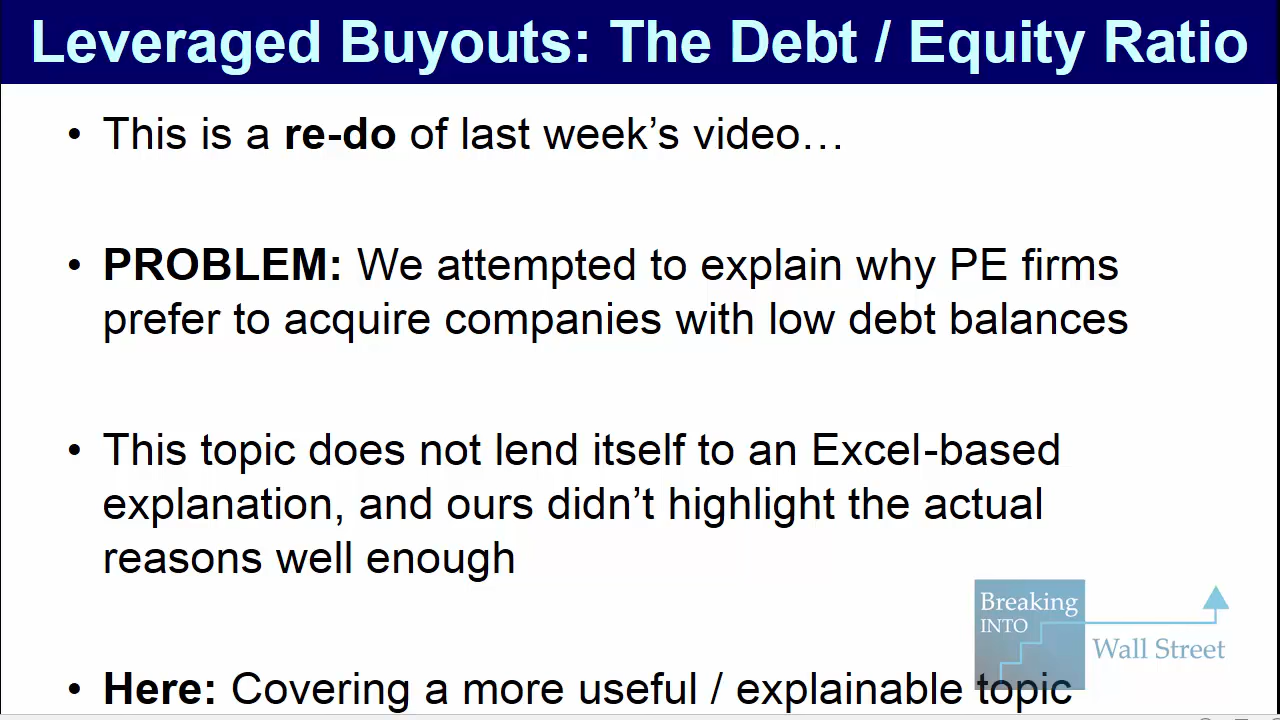 Leveraged Buyouts: The Debt / Equity Ratio
• This is a re-do of last week’s video…
• PROBLEM: We attempted to explain why PE firms
prefer to acquire companies with low debt balances
• This topic does not lend itself to an Excel-based
explanation, and ours didn’t highlight the actual
reasons well enough
Breaking
INTO
Wall Street
• Here: Covering a more useful / explainable topic